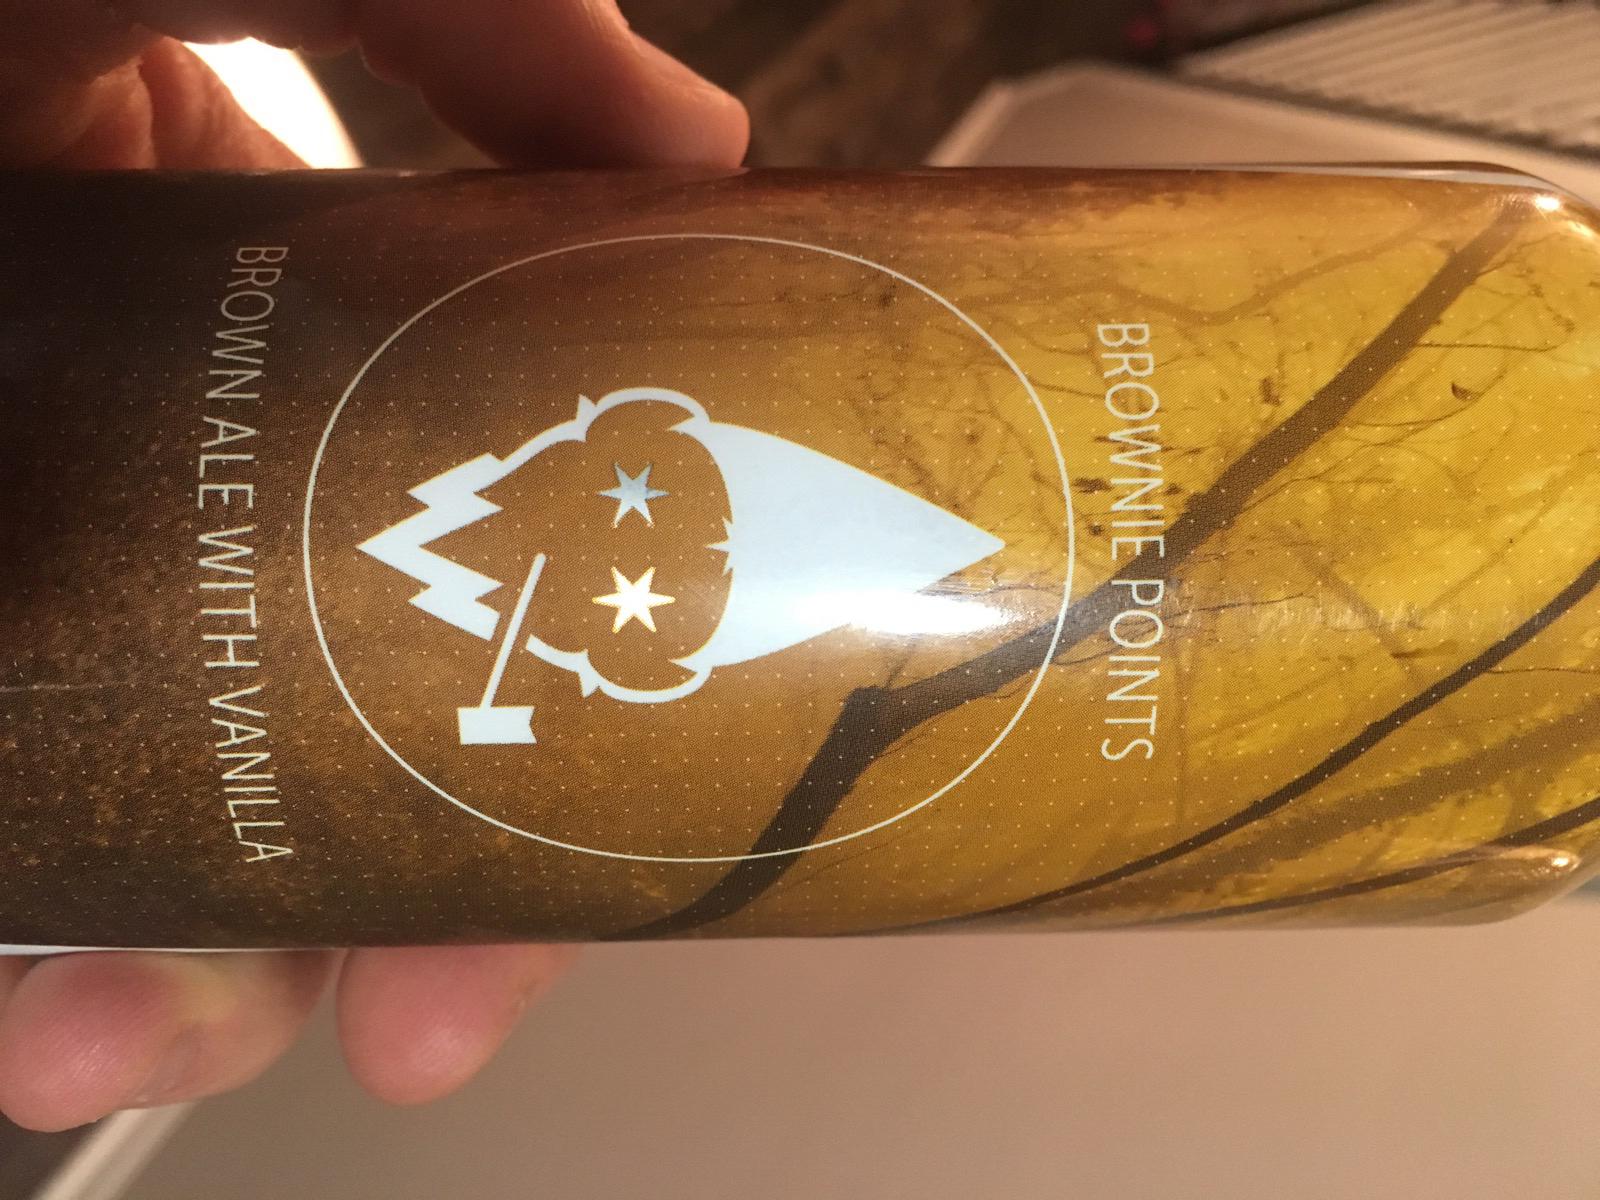 BROWNIE POINTS
BROWN ALE WITH VANILLA